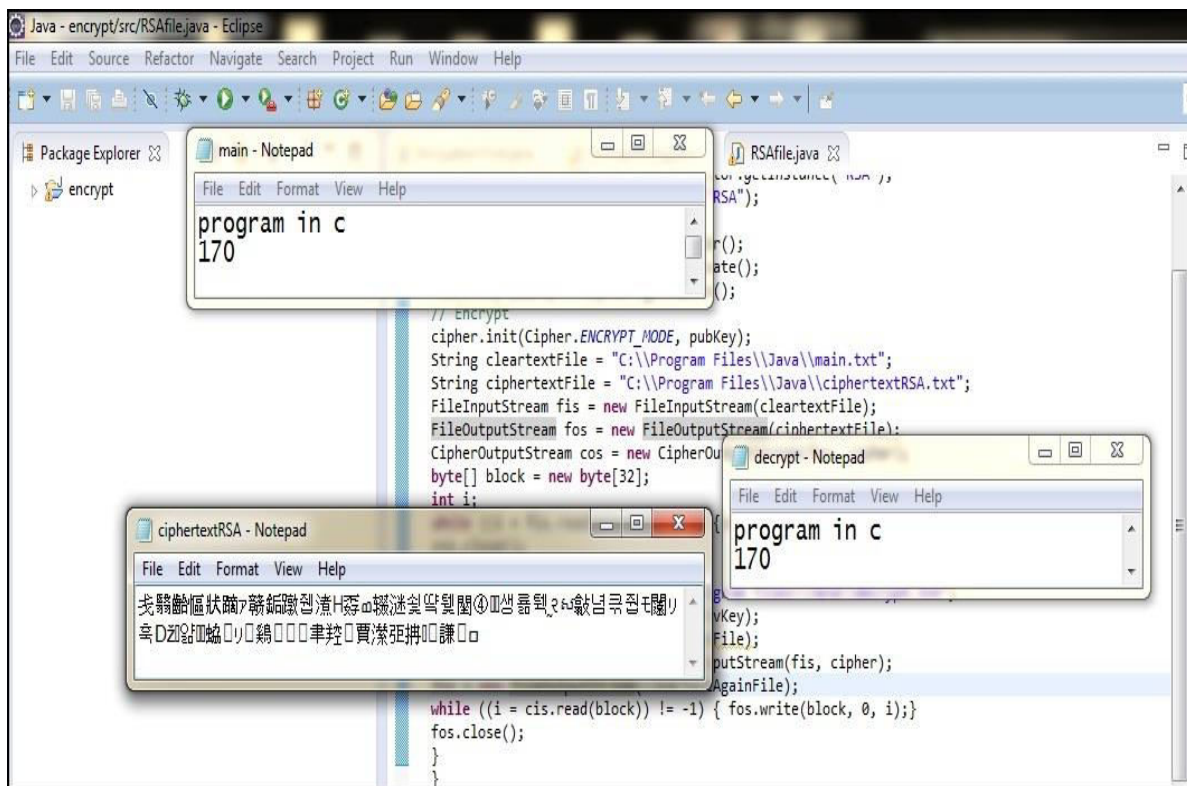 Java - encrypt/src/RSAfile.java - Eclipse
File Edit Source Refactor Navigate Search Project Run Window Help
Package Explorer
encrypt
main - Notepad
File Edit Format View Help
program in c
170
RSAfile.java
RSA");
r();
ate();
();
// Encrypt
cipher.init(Cipher.ENCRYPT_MODE, pubKey);
String cleartextFile = "C:\\Program Files\\Java\\main.txt";
String ciphertextFile = "C:\\Program Files\\Java\\ciphertextRSA.txt";
FileInputStream fis = new FileInputStream(cleartextFile);
FileOutputStream fos = new FileOutputStream(ciphertextFile);
CipherOutputStream cos = new CipherOu
byte[] block = new byte[32];
int i;
decrypt - Notepad
File Edit Format View Help
program in c
170
ciphertextRSA - Notepad
File Edit Format View Help
vKey);
File);
putStream(fis, cipher);
AgainFile);
while ((i = cis.read(block)) != -1) { fos.write(block, 0, i);}
fos.close();
}
}